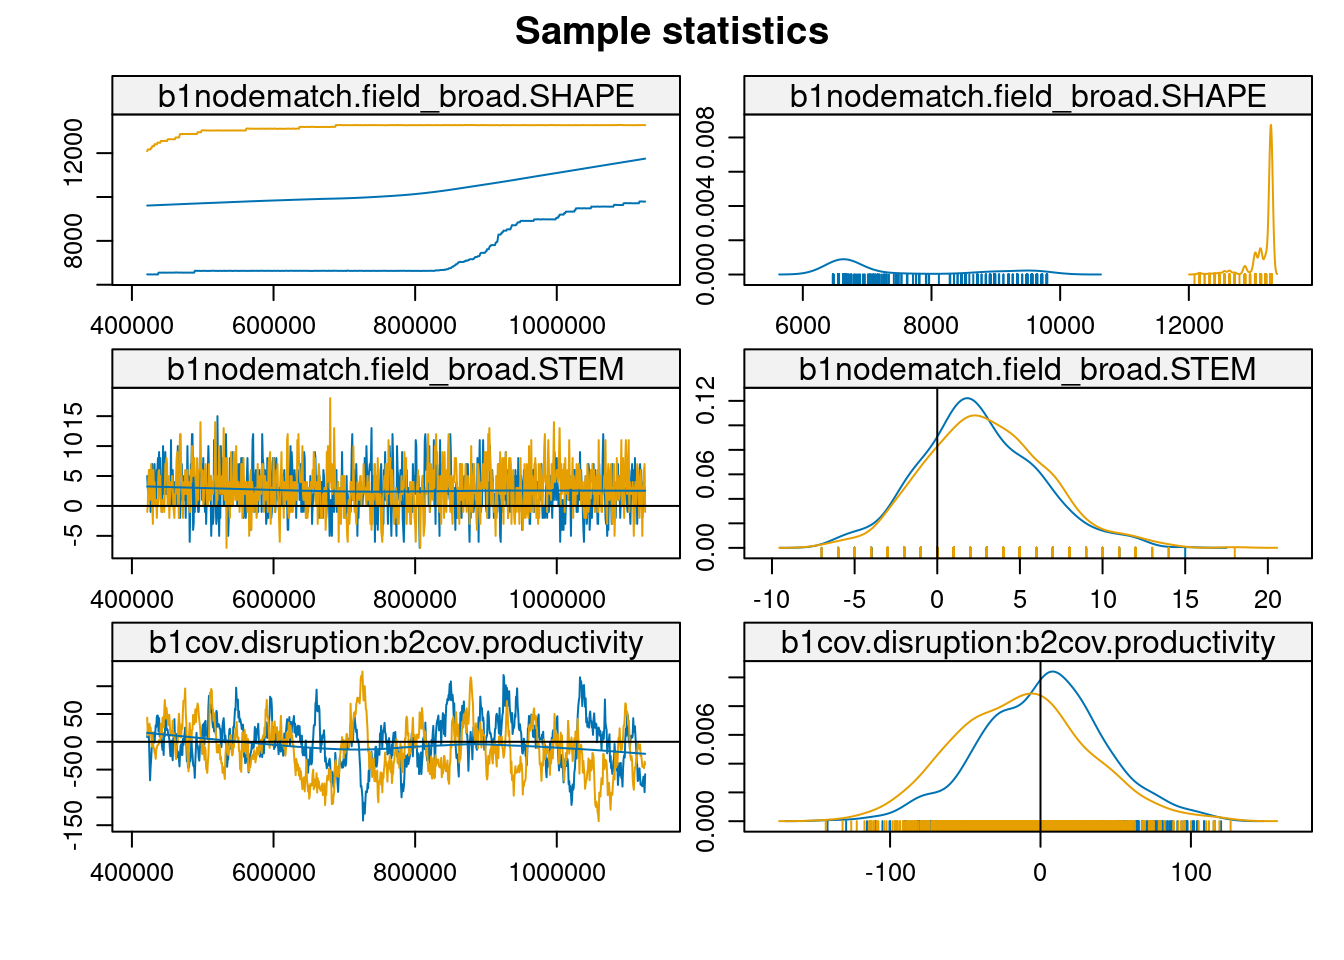 Sample statistics
b1nodematch.field_broad.SHAPE
b1nodematch.field_broad.SHAPE
8000 12000
400000 600000 800000 1000000
0.000 0.004 0.008
6000 8000 10000 12000
b1nodematch.field_broad.STEM
b1nodematch.field_broad.STEM
-5 0 5 10 15
400000 600000 800000 1000000
0.00 0.06 0.12
-10 -5 0 5 10 15 20
b1cov.disruption:b2cov.productivity
b1cov.disruption:b2cov.productivity
-150 -50 0 50
400000 600000 800000 1000000
0.000 0.006
-100 0 100